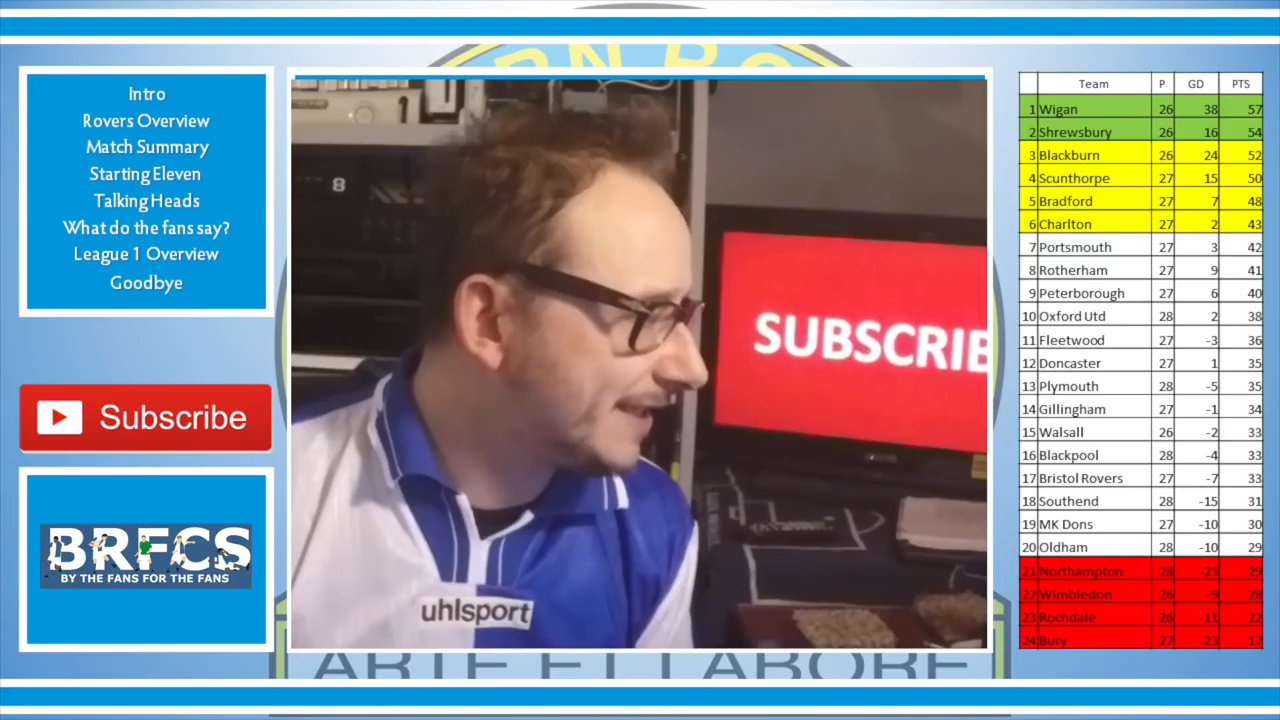 RN RO
Intro
Rovers Overview
Match Summary
Starting Eleven
Talking Heads
What do the fans say?
League 1 Overview
Goodbye
Subscribe
BRFCS
BY THE FANS FOR THE FANS
8
SUBSCRIB
uhlsport
ARTE ET LABORE
Team P GD PTS
1 Wigan 26 38 57
2 Shrewsbury 26 16 54
3 Blackburn 26 24 52
4 Scunthorpe 27 15 50
5 Bradford 27 7 48
6 Charlton 27 2 43
7 Portsmouth 27 3 42
8 Rotherham 27 9 41
9 Peterborough 27 6 40
10 Oxford Utd 28 2 38
11 Fleetwood 27 -3 36
12 Doncaster 27 1 35
13 Plymouth 28 -5 35
14 Gillingham 27 -1 34
15 Walsall 26 -2 33
16 Blackpool 28 -4 33
17 Bristol Rovers 27 -7 33
18 Southend 28 -15 31
19 MK Dons 27 -10 30
20 Oldham 28 -10 29
21 Northampton 28 -23 29
22 Wimbledon 26 -9 28
23 Rochdale 26 11 22
24 Bury 27 -23 17